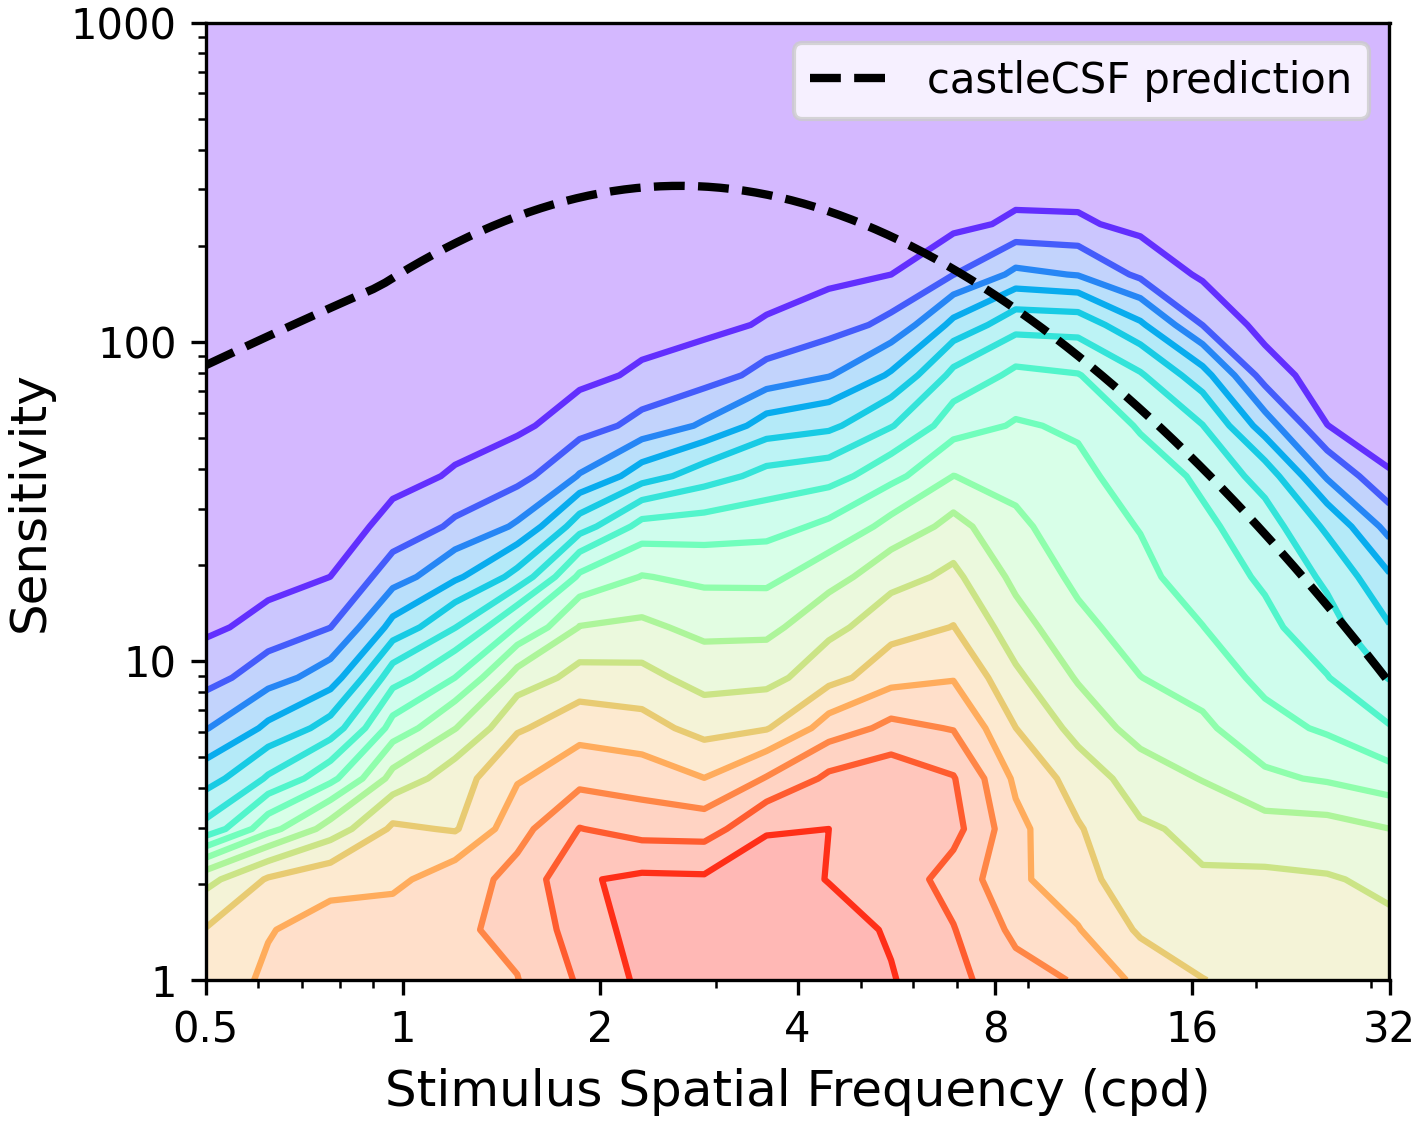 1000
100
10
1
Sensitivity
castleCSF prediction
0.5 1 2 4 8 16 32
Stimulus Spatial Frequency (cpd)